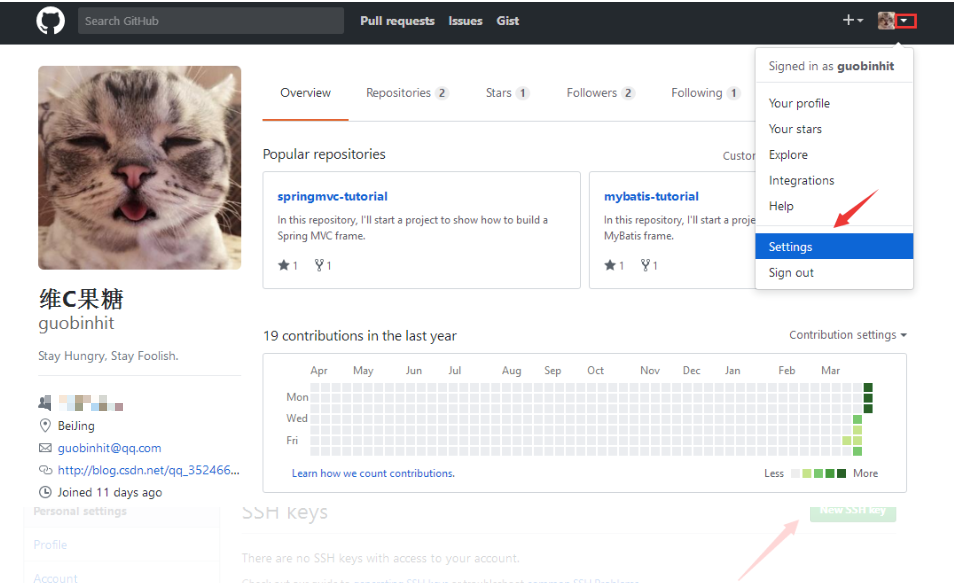 Search GitHub
Pull requests Issues Gist
Signed in as guobinhit
Your profile
Your stars
Explore
Integrations
Help
Settings
Sign out
Overview Repositories 2 Stars 1 Followers 2 Following 1
Popular repositories
springmvc-tutorial
In this repository, I'll start a project to show how to build a
Spring MVC frame.
1 1
mybatis-tutorial
In this repository, I'll start a
MyBatis frame.
1 1
维C果糖
guobinhit
Stay Hungry, Stay Foolish.
BeiJing
guobinhit@qq.com
http://blog.csdn.net/qq_352466...
Joined 11 days ago
19 contributions in the last year
Contribution settings
Apr May Jun Jul Aug Sep Oct Nov Dec Jan Feb Mar
Mon
Wed
Fri
Learn how we count contributions.
Less More
Personal settings
Profile
Account
SSH keys
New SSH key
There are no SSH keys with access to your account.